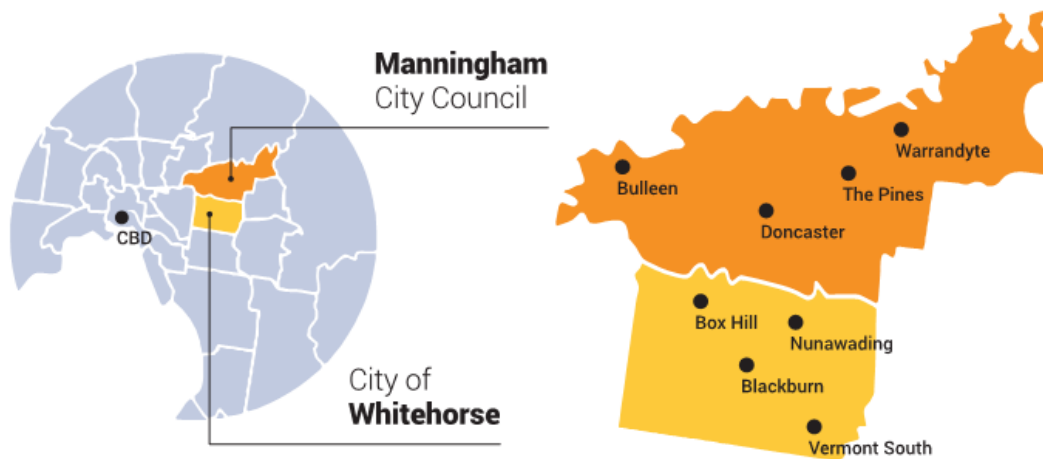 Manningham
City Council
CBD
City of
Whitehorse
Warrandyte
Bulleen
The Pines
Doncaster
Box Hill
Nunawading
Blackburn
Vermont South